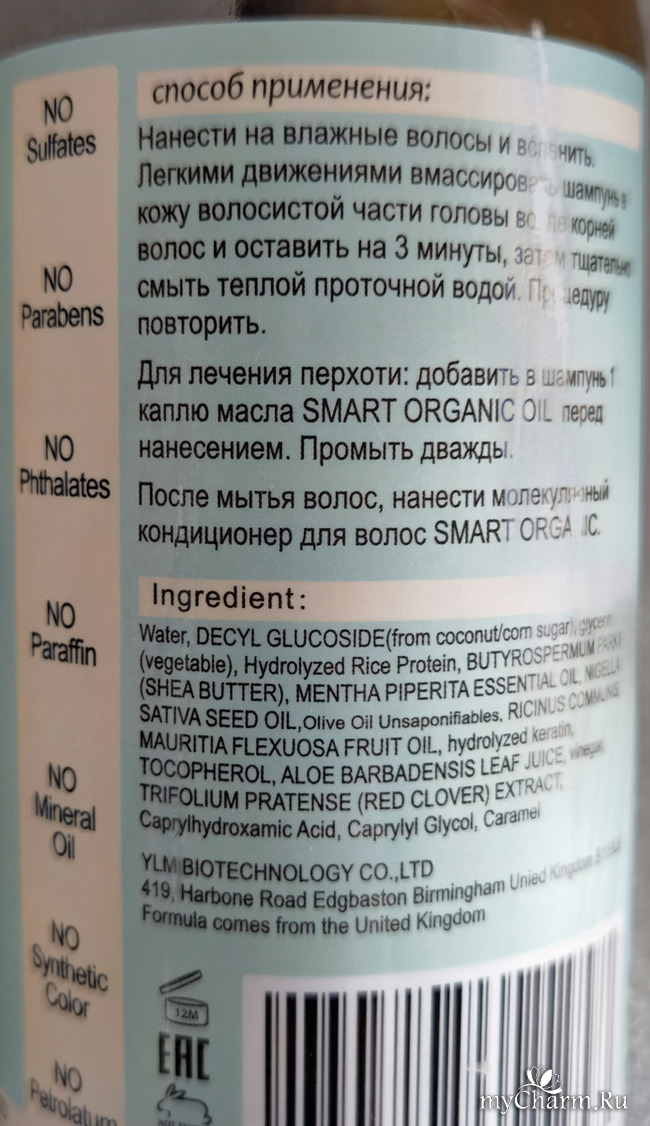 NO
Sulfates
NO
Parabens
NO
Phthalates
NO
Paraffin
NO
Mineral
Oil
NO
Synthetic
Color
NO
Petrolatum
способ применения:
Нанести на влажные волосы и
Легкими движениями вмассировать шампунь в
кожу волосистой части головы возле корней
волос и оставить на 3 минуты, затем тщательно
смыть теплой проточной водой. Процедуру
повторить.
Для лечения перхоти: добавить в шампунь 1
каплю масла SMART ORGANIC OIL перед
нанесением. Промыть дважды.
После мытья волос, нанести молекулярный
кондиционер для волос SMART ORGANIC.
Ingredient:
Water, DECYL GLUCOSIDE(from coconut/corn sugar), glycerin
(vegetable), Hydrolyzed Rice Protein, BUTYROSPERMUM PARKII
(SHEA BUTTER), MENTHA PIPERITA ESSENTIAL OIL, NIGELLA
SATIVA SEED OIL,Olive Oil Unsaponifiables, RICINUS COMMUNIS,
MAURITIA FLEXUOSA FRUIT OIL, hydrolyzed keratin,
TOCOPHEROL, ALOE BARBADENSIS LEAF JUICE, vinegar,
TRIFOLIUM PRATENSE (RED CLOVER) EXTRACT,
Caprylhydroxamic Acid, Caprylyl Glycol, Caramel
YLM BIOTECHNOLOGY CO.,LTD
419, Harbone Road Edgbaston Birmingham Unied Kingdom
Formula comes from the United Kingdom
12M
EAC
myCharm.Ru